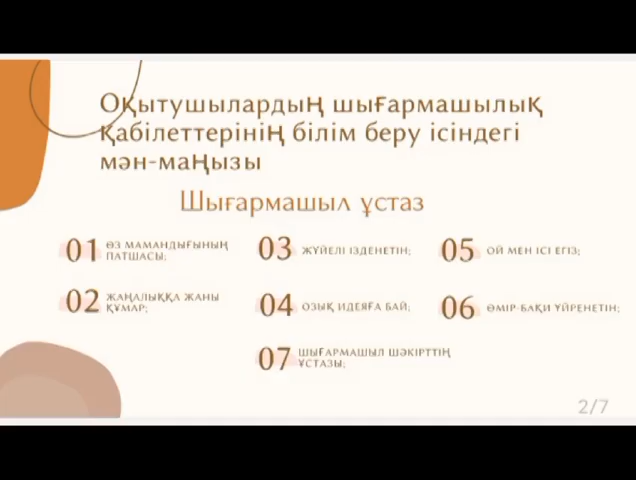 Оқытушылардың шығармашылық
қабілеттерінің білім беру ісіндегі
мән-маңызы
Шығармашыл ұстаз
01 ӨЗ МАМАНДЫҒЫНЫҢ
ПАТШАСЫ;
02 ЖАҢАЛЫҚҚА ЖАНЫ
ҚҰМАР;
03 ЖҮЙЕЛІ ІЗДЕНЕТІН;
04 ОЗЫҚ ИДЕЯҒА БАЙ;
05 ОЙ МЕН ІСІ ЕГІЗ;
06 ӨМІР-БАҚИ ҮЙРЕНЕТІН;
07 ШЫҒАРМАШЫЛ ШӘКІРТТІҢ
ҰСТАЗЫ;
2/7